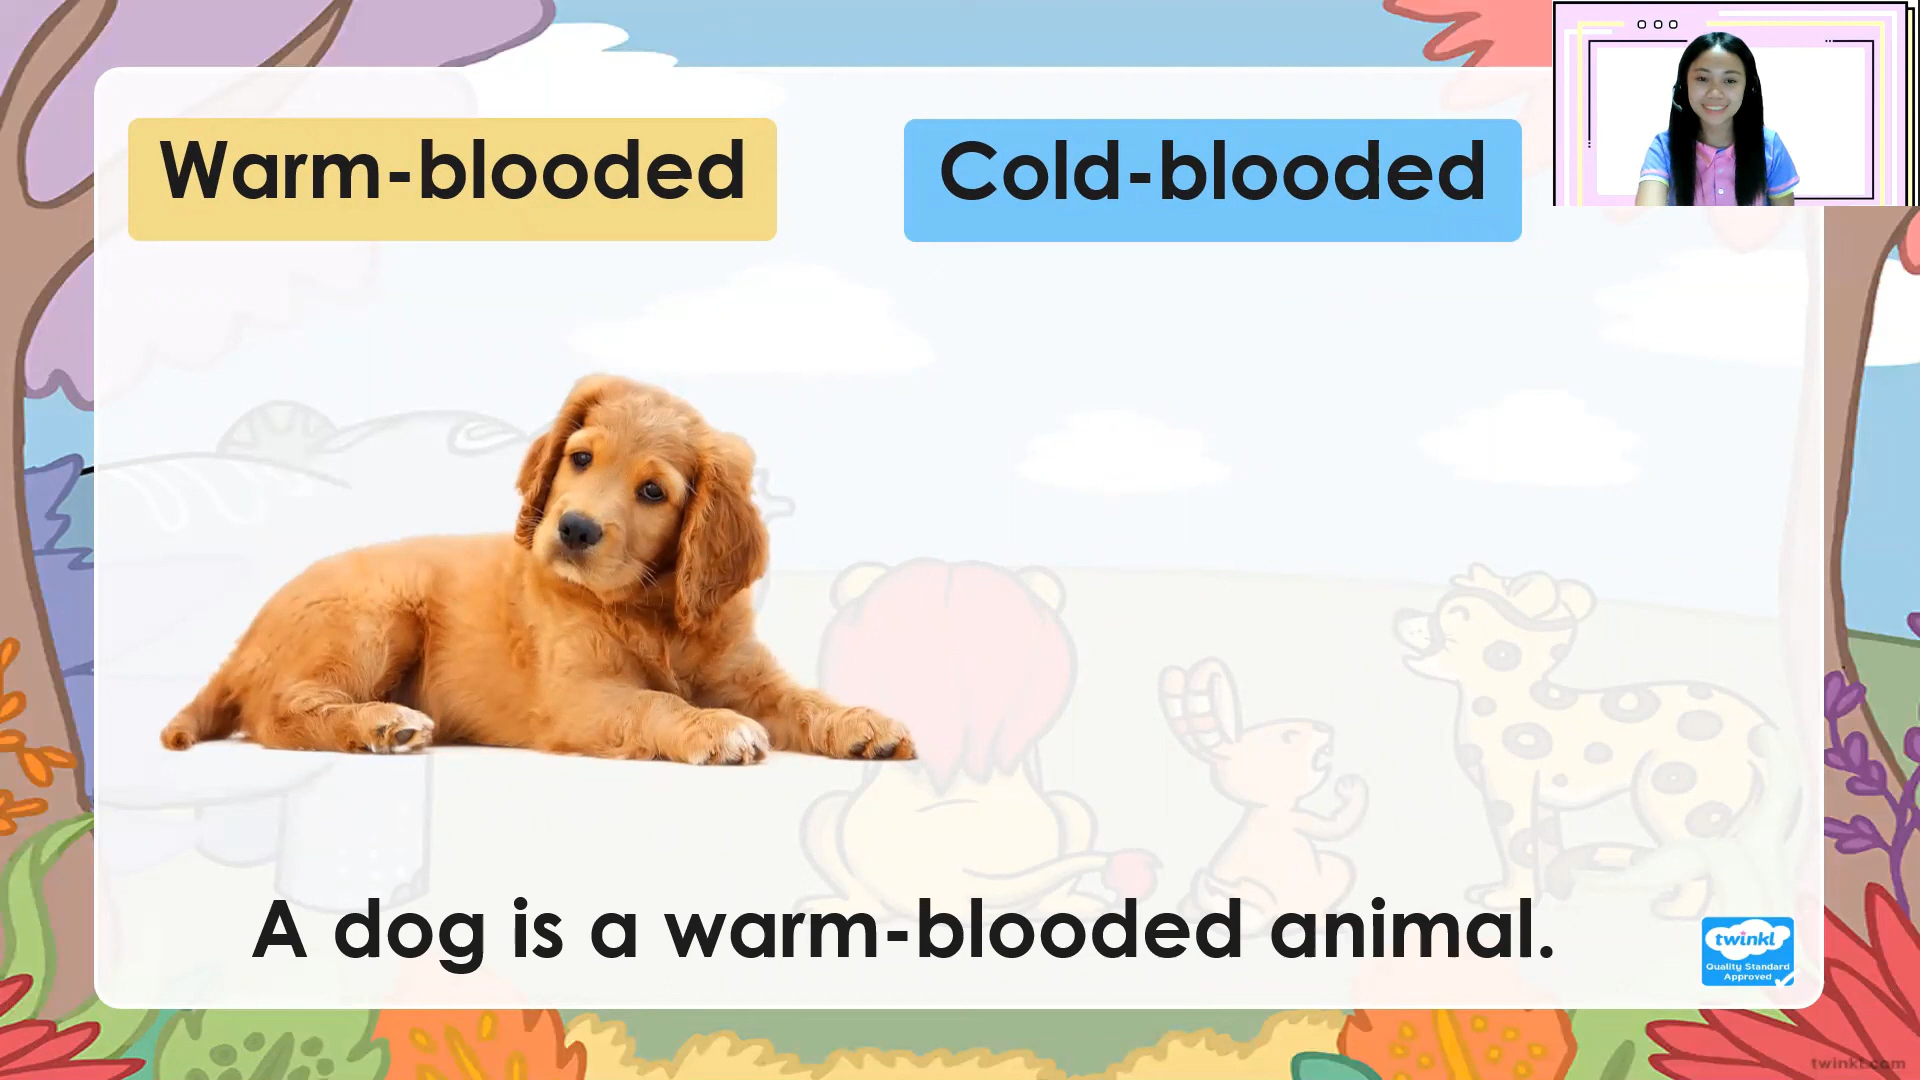 Warm-blooded
Cold-blooded
A dog is a warm-blooded animal.
twinkl
Quality Standard
Approved
twinkl.com